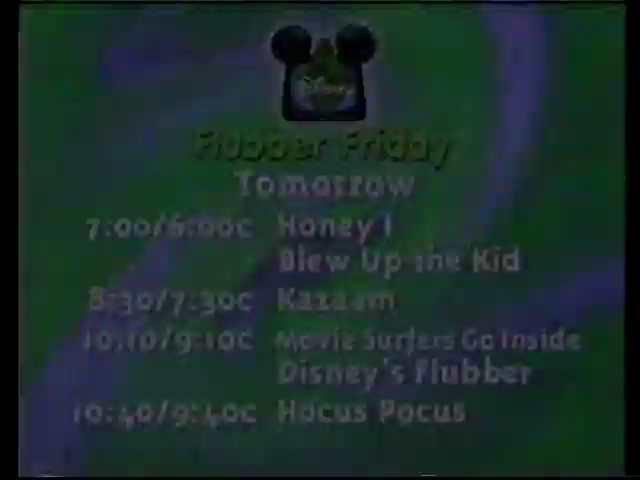 Disney
Flubber Friday
Tomorrow
7:00/6:00c Honey I
Blew Up the Kid
8:30/7:30c Kazaam
10:10/9:10c Movie Surfers Go Inside
Disney's Flubber
10:40/9:40c Hocus Pocus